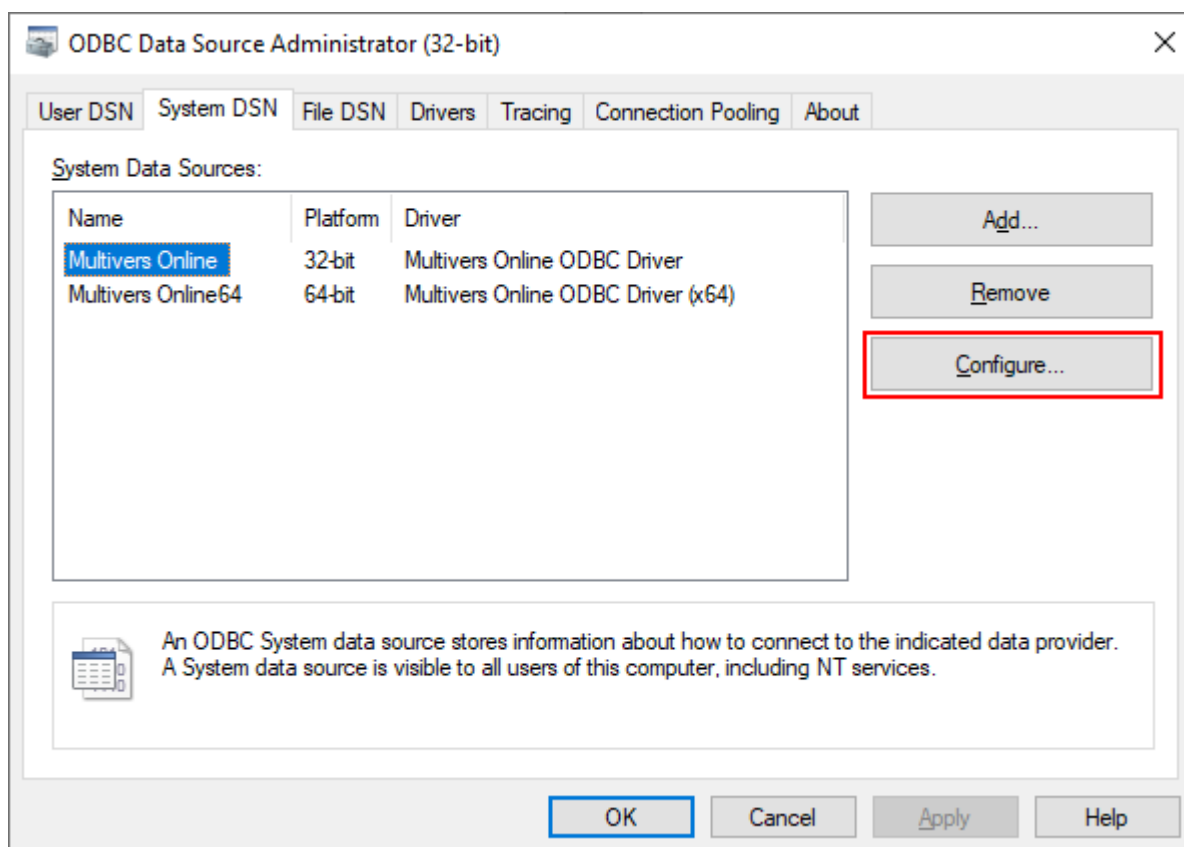 ODBC Data Source Administrator (32-bit)
User DSN System DSN File DSN Drivers Tracing Connection Pooling About
System Data Sources:
Name Platform Driver
Multivers Online 32-bit Multivers Online ODBC Driver
Multivers Online64 64-bit Multivers Online ODBC Driver (x64)
Add...
Remove
Configure...
An ODBC System data source stores information about how to connect to the indicated data provider.
A System data source is visible to all users of this computer, including NT services.
OK Cancel Apply Help